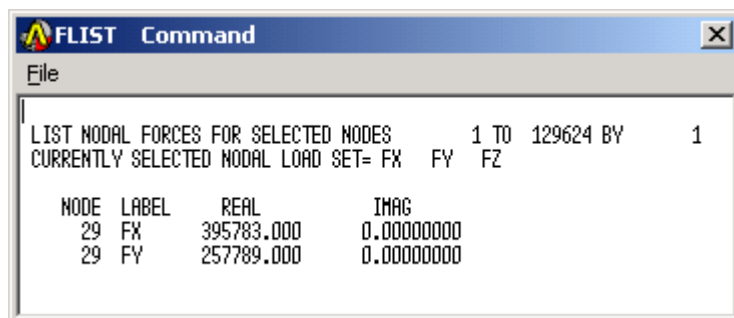 FLIST Command
File
LIST NODAL FORCES FOR SELECTED NODES 1 TO 129624 BY 1
CURRENTLY SELECTED NODAL LOAD SET= FX FY FZ
NODE LABEL REAL IMAG
29 FX 395783.000 0.00000000
29 FY 257789.000 0.00000000